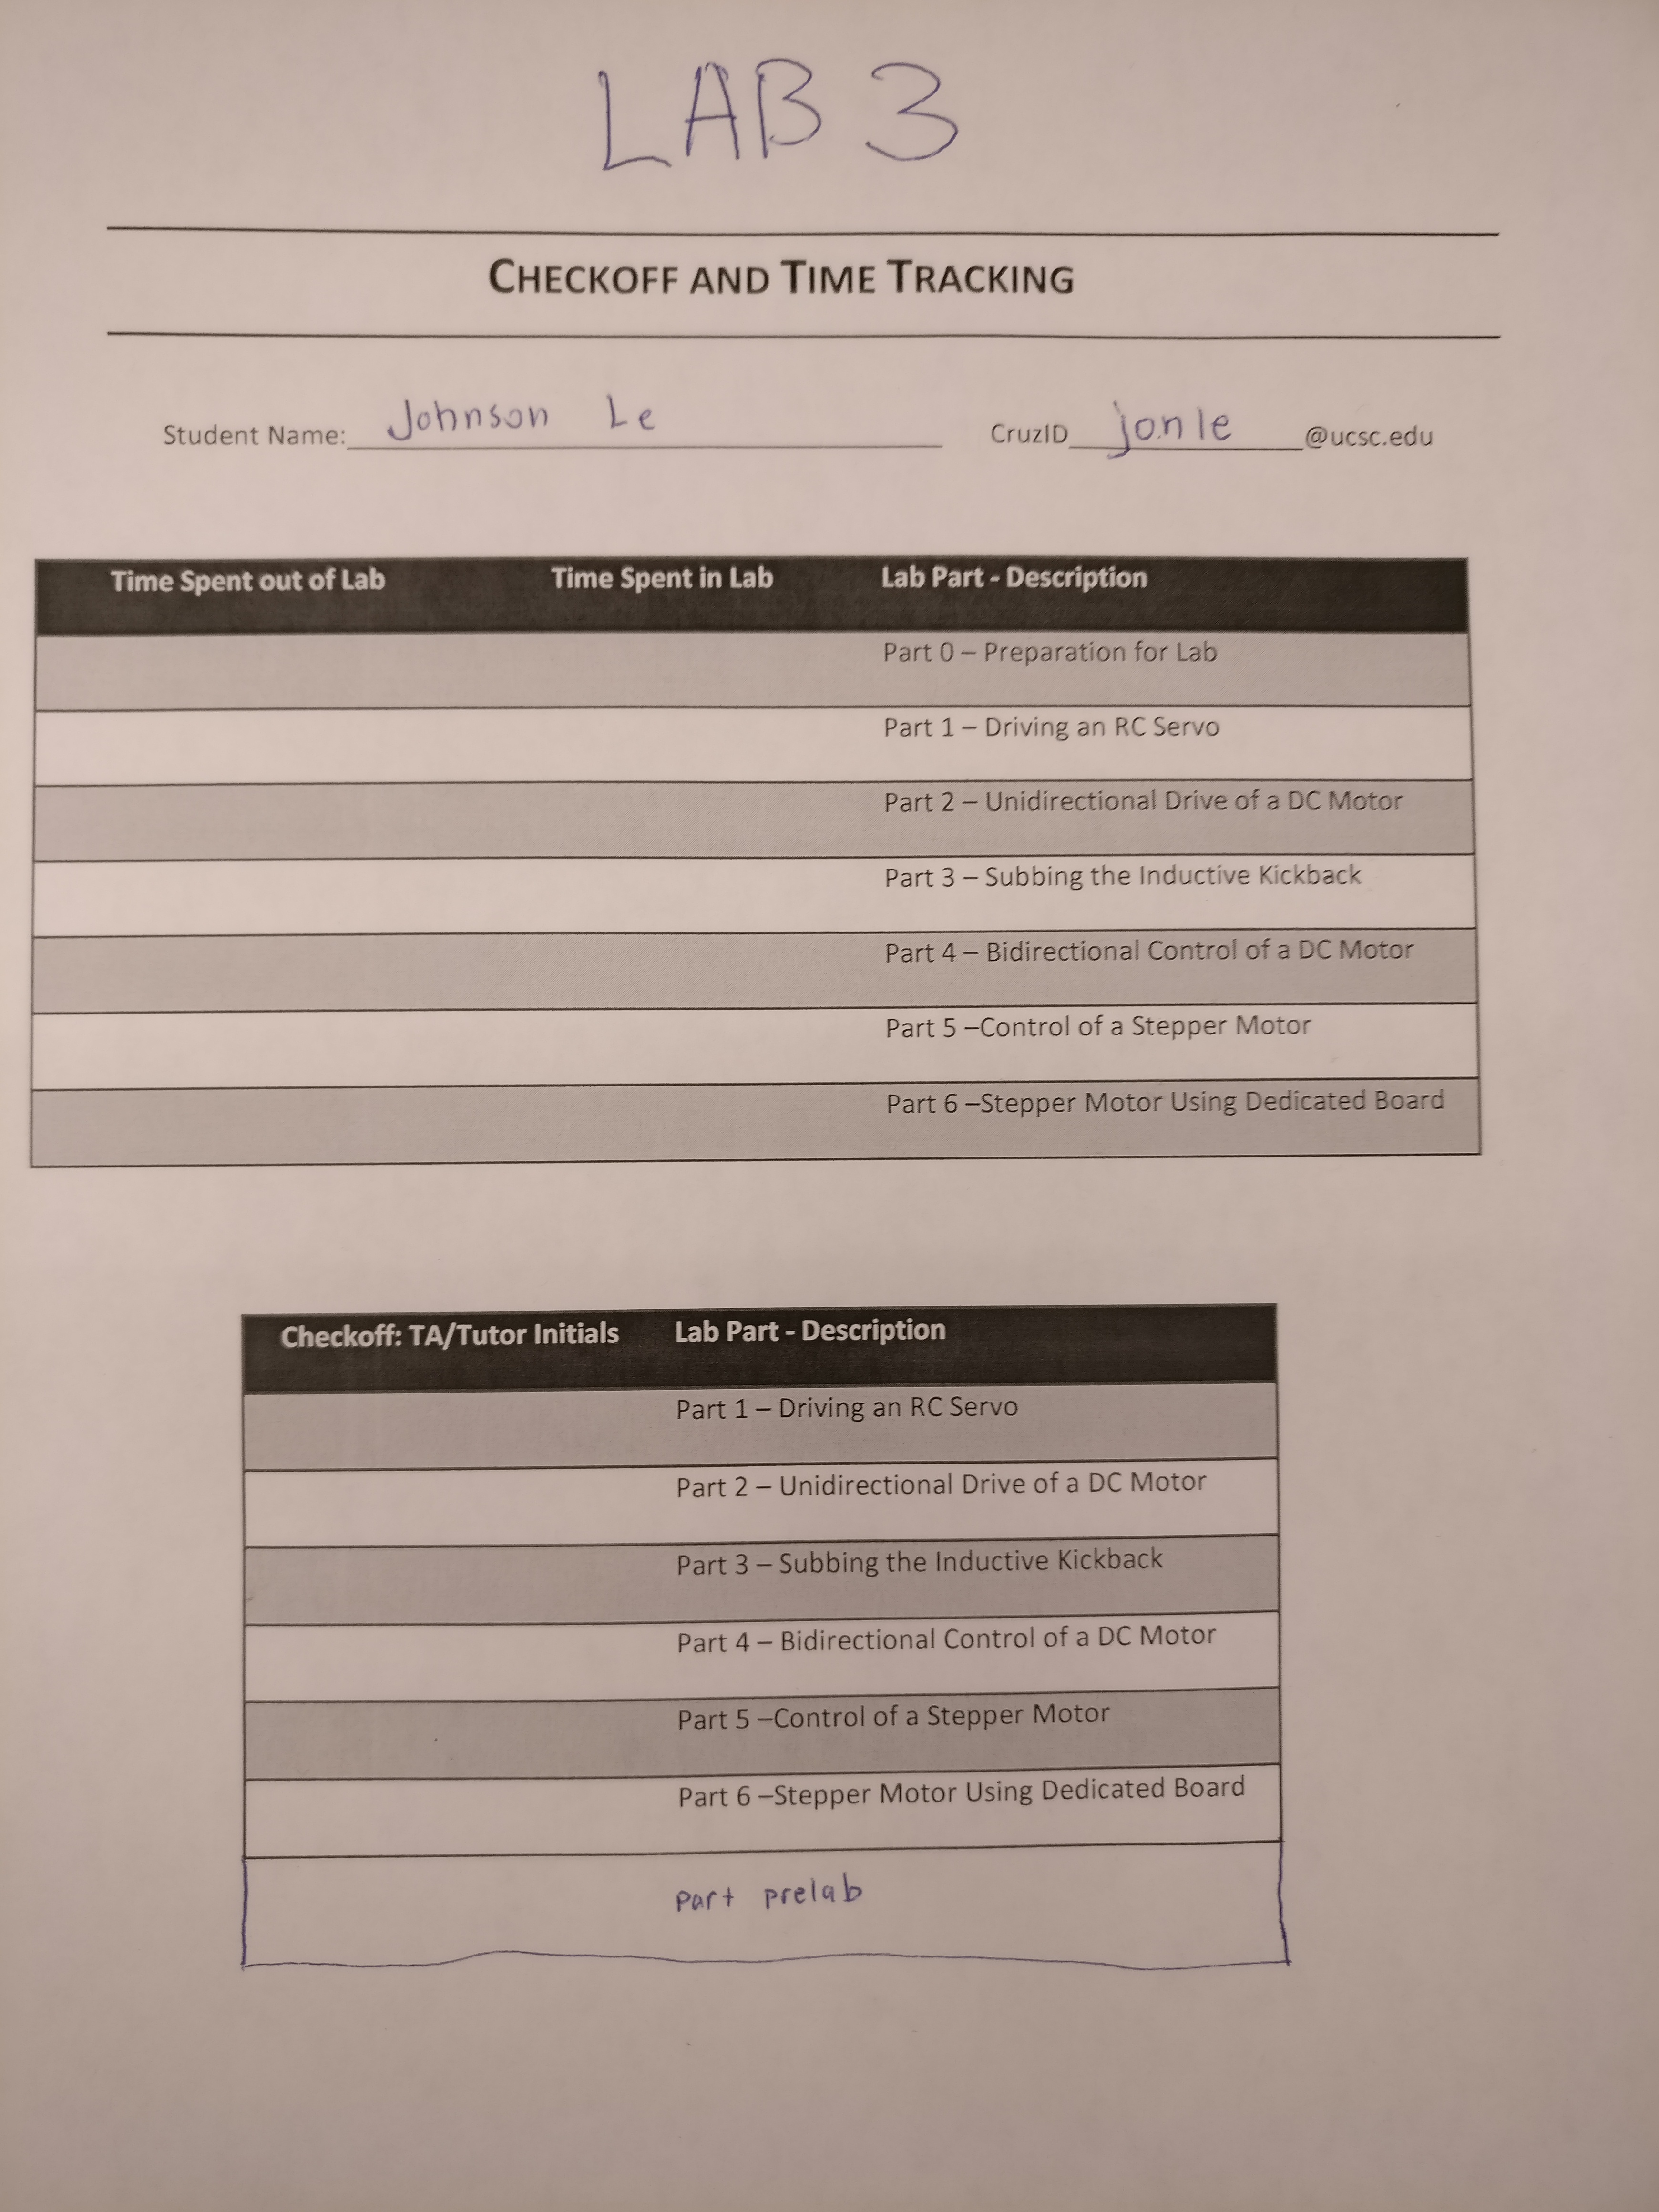 LAB 3
CHECKOFF AND TIME TRACKING
Student Name: Johnson Le CruzID jonle @ucsc.edu
Time Spent out of Lab Time Spent in Lab Lab Part - Description
Part 0 – Preparation for Lab
Part 1 – Driving an RC Servo
Part 2 – Unidirectional Drive of a DC Motor
Part 3 – Subbing the Inductive Kickback
Part 4 – Bidirectional Control of a DC Motor
Part 5 –Control of a Stepper Motor
Part 6 –Stepper Motor Using Dedicated Board
Checkoff: TA/Tutor Initials Lab Part - Description
Part 1 – Driving an RC Servo
Part 2 – Unidirectional Drive of a DC Motor
Part 3 – Subbing the Inductive Kickback
Part 4 – Bidirectional Control of a DC Motor
Part 5 –Control of a Stepper Motor
Part 6 –Stepper Motor Using Dedicated Board
Part prelab